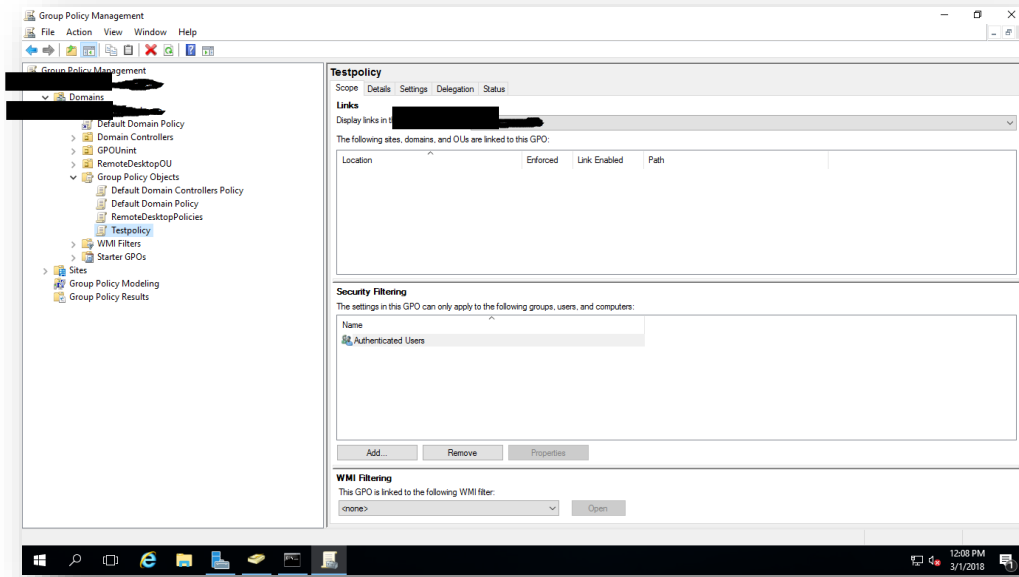 Group Policy Management
File Action View Window Help
Group Policy Management
Domains
Default Domain Policy
Domain Controllers
GPOUnint
RemoteDesktopOU
Group Policy Objects
Default Domain Controllers Policy
Default Domain Policy
RemoteDesktopPolicies
Testpolicy
WMI Filters
Starter GPOs
Sites
Group Policy Modeling
Group Policy Results
Testpolicy
Scope Details Settings Delegation Status
Links
Display links in
The following sites, domains, and OUs are linked to this GPO:
Location Enforced Link Enabled Path
Security Filtering
The settings in this GPO can only apply to the following groups, users, and computers:
Name
Authenticated Users
Add... Remove Properties
WMI Filtering
This GPO is linked to the following WMI filter:
<none> Open
12:08 PM
3/1/2018
1